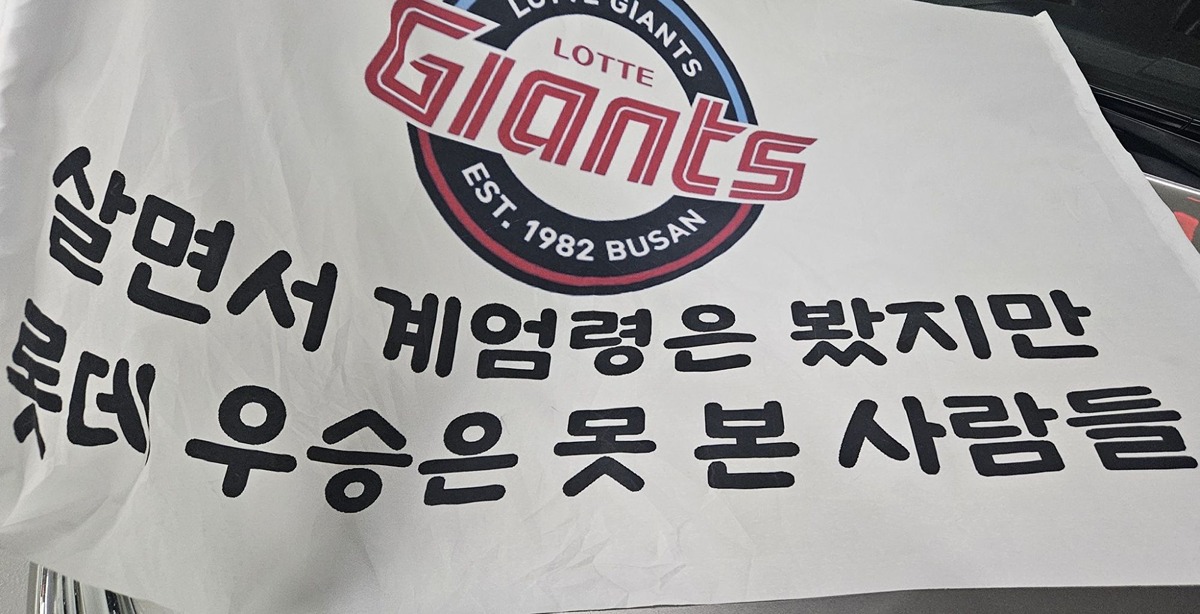 LOTTE GIANTS
LOTTE
Giants
EST. 1982 BUSAN
살면서 계엄령은 봤지만
롯데 우승은 못 본 사람들